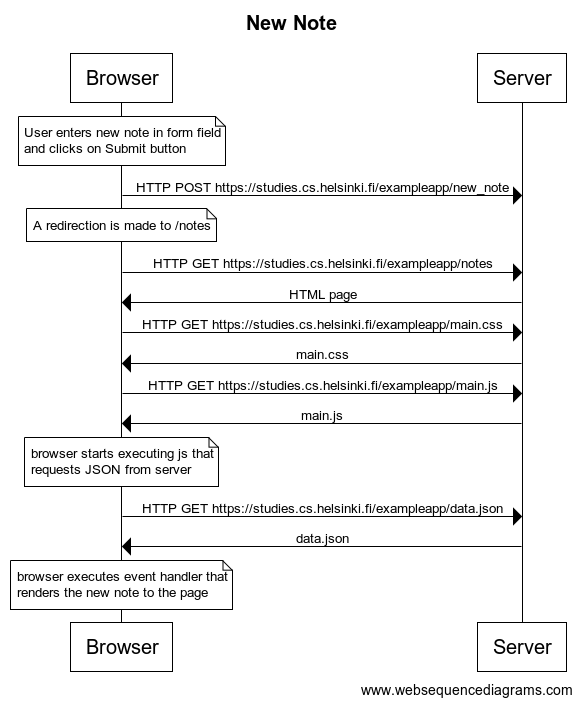 New Note
Browser
Server
User enters new note in form field
and clicks on Submit button
HTTP POST https://studies.cs.helsinki.fi/exampleapp/new_note
A redirection is made to /notes
HTTP GET https://studies.cs.helsinki.fi/exampleapp/notes
HTML page
HTTP GET https://studies.cs.helsinki.fi/exampleapp/main.css
main.css
HTTP GET https://studies.cs.helsinki.fi/exampleapp/main.js
main.js
browser starts executing js that
requests JSON from server
HTTP GET https://studies.cs.helsinki.fi/exampleapp/data.json
data.json
browser executes event handler that
renders the new note to the page
Browser
Server
www.websequencediagrams.com